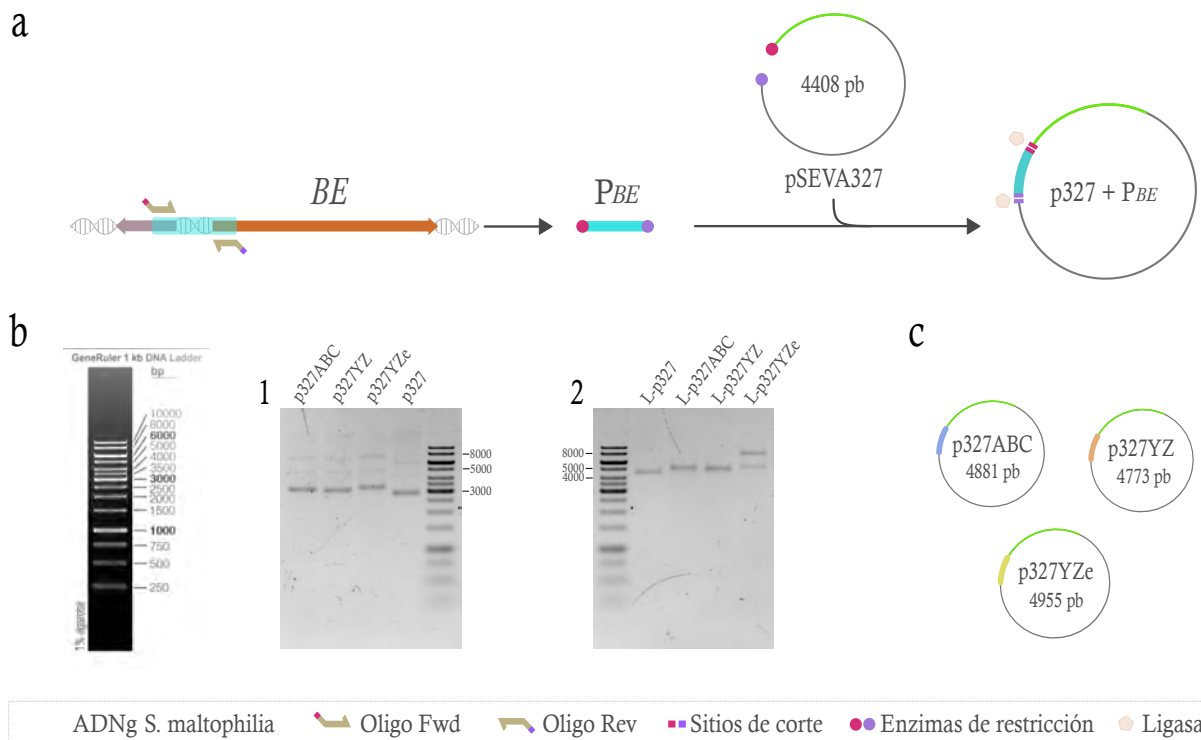 a
4408 pb
pSEVA327
BE
PBE
p327 + PBE
b
GeneRuler 1 kb DNA Ladder
bp
10000
8000
6000
5000
4000
3000
2500
2000
1500
1000
750
500
250
1% agarose
1
p327ABC
p327YZ
p327YZe
p327
8000
5000
3000
2
L-p327
L-p327ABC
L-p327YZ
L-p327YZe
8000
5000
4000
c
p327ABC
4881 pb
p327YZ
4773 pb
p327YZe
4955 pb
ADNg S. maltophilia
Oligo Fwd
Oligo Rev
Sitios de corte
Enzimas de restricción
Ligasa